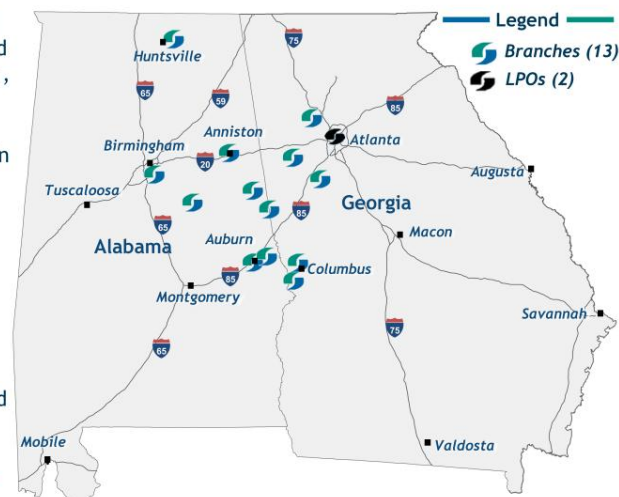 Legend
Branches (13)
LPOs (2)
d
,
n
d
75
Huntsville
65
59
85
Birmingham
Anniston
20
Atlanta
Augusta
Tuscaloosa
65
85
Georgia
Alabama
Auburn
Macon
85
Columbus
Montgomery
Savannah
65
75
Mobile
Valdosta